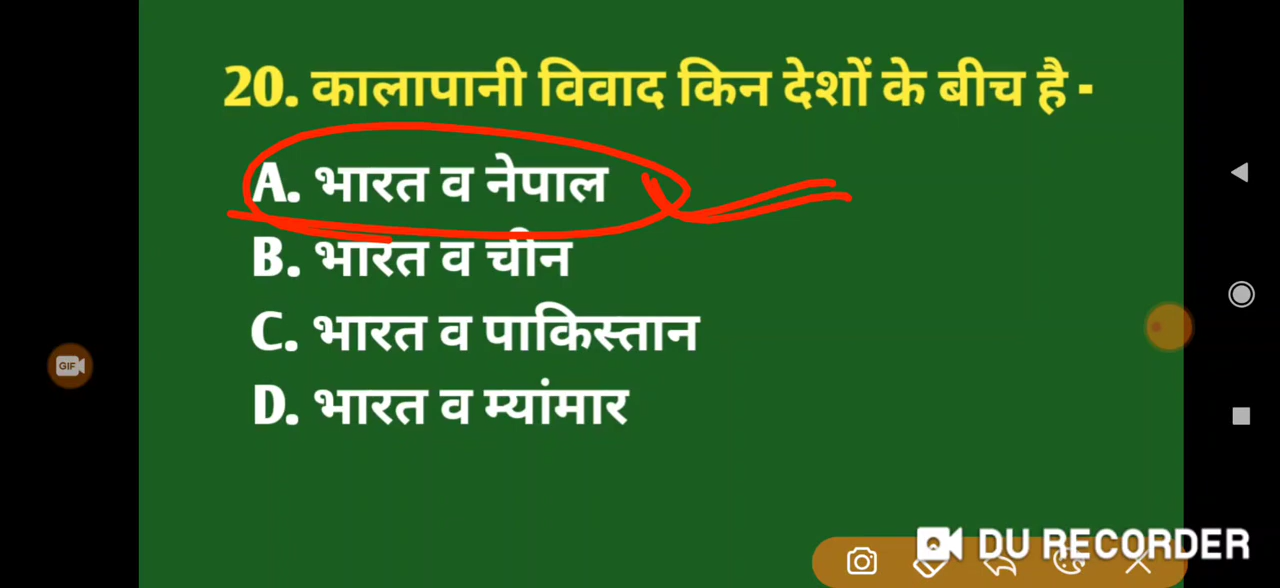 20. कालापानी विवाद किन देशों के बीच है -
A. भारत व नेपाल
B. भारत व चीन
C. भारत व पाकिस्तान
D. भारत व म्यांमार
GIF
DU RECORDER